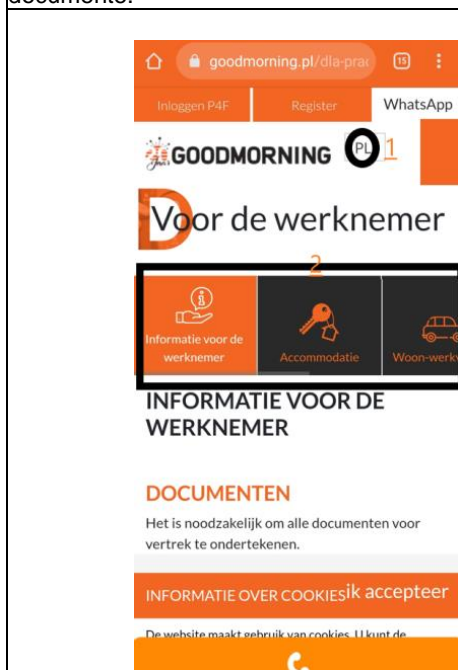 goodmorning.pl/dla-prac
15
Inloggen P4F
Register
WhatsApp
GOODMORNING
PL
1
Voor de werknemer
2
Informatie voor de
werknemer
Accommodatie
Woon-werkv
INFORMATIE VOOR DE
WERKNEMER
DOCUMENTEN
Het is noodzakelijk om alle documenten voor
vertrek te ondertekenen.
INFORMATIE OVER COOKIES ik accepteer
De website maakt gebruik van cookies. U kunt de